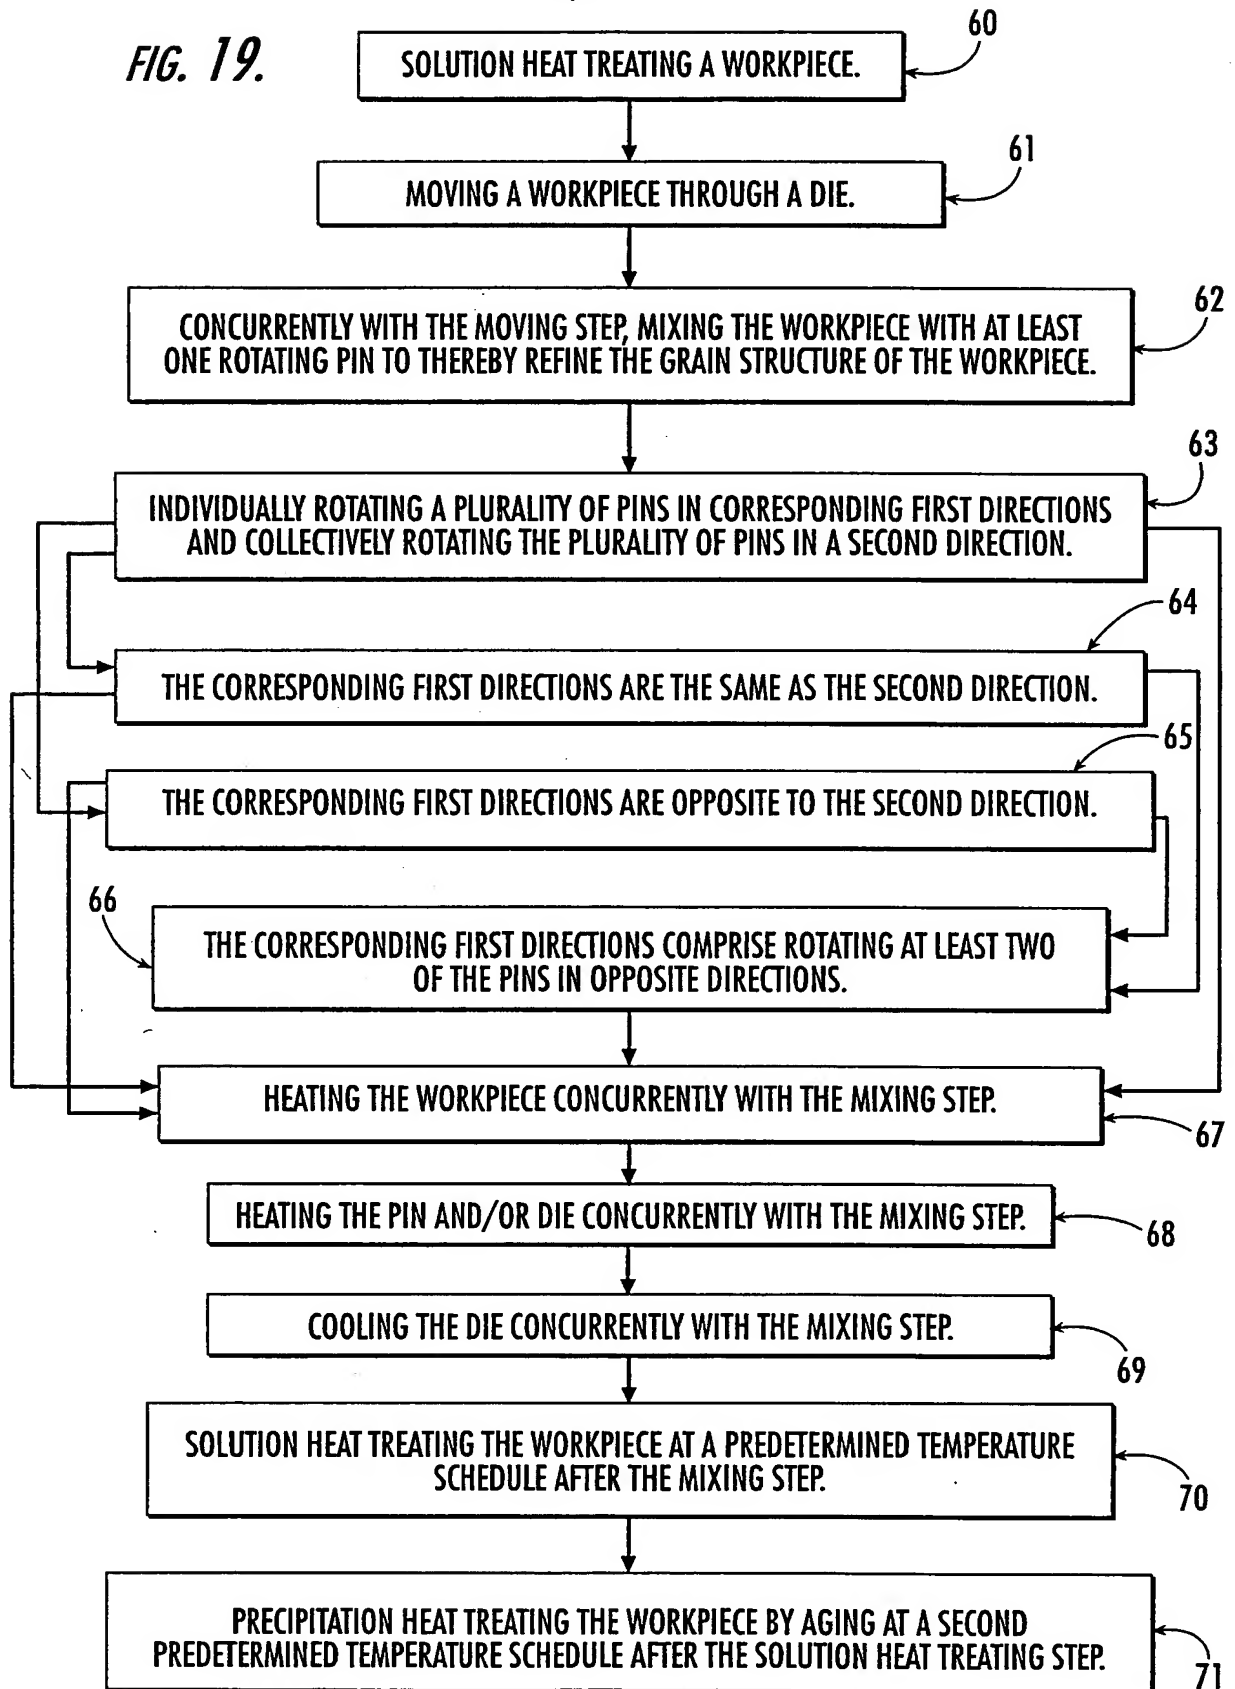 FIG. 19.
60
SOLUTION HEAT TREATING A WORKPIECE.
61
MOVING A WORKPIECE THROUGH A DIE.
62
CONCURRENTLY WITH THE MOVING STEP, MIXING THE WORKPIECE WITH AT LEAST
ONE ROTATING PIN TO THEREBY REFINE THE GRAIN STRUCTURE OF THE WORKPIECE.
63
INDIVIDUALLY ROTATING A PLURALITY OF PINS IN CORRESPONDING FIRST DIRECTIONS
AND COLLECTIVELY ROTATING THE PLURALITY OF PINS IN A SECOND DIRECTION.
64
THE CORRESPONDING FIRST DIRECTIONS ARE THE SAME AS THE SECOND DIRECTION.
65
THE CORRESPONDING FIRST DIRECTIONS ARE OPPOSITE TO THE SECOND DIRECTION.
66
THE CORRESPONDING FIRST DIRECTIONS COMPRISE ROTATING AT LEAST TWO
OF THE PINS IN OPPOSITE DIRECTIONS.
HEATING THE WORKPIECE CONCURRENTLY WITH THE MIXING STEP.
67
HEATING THE PIN AND/OR DIE CONCURRENTLY WITH THE MIXING STEP.
68
COOLING THE DIE CONCURRENTLY WITH THE MIXING STEP.
69
SOLUTION HEAT TREATING THE WORKPIECE AT A PREDETERMINED TEMPERATURE
SCHEDULE AFTER THE MIXING STEP.
70
PRECIPITATION HEAT TREATING THE WORKPIECE BY AGING AT A SECOND
PREDETERMINED TEMPERATURE SCHEDULE AFTER THE SOLUTION HEAT TREATING STEP.
71